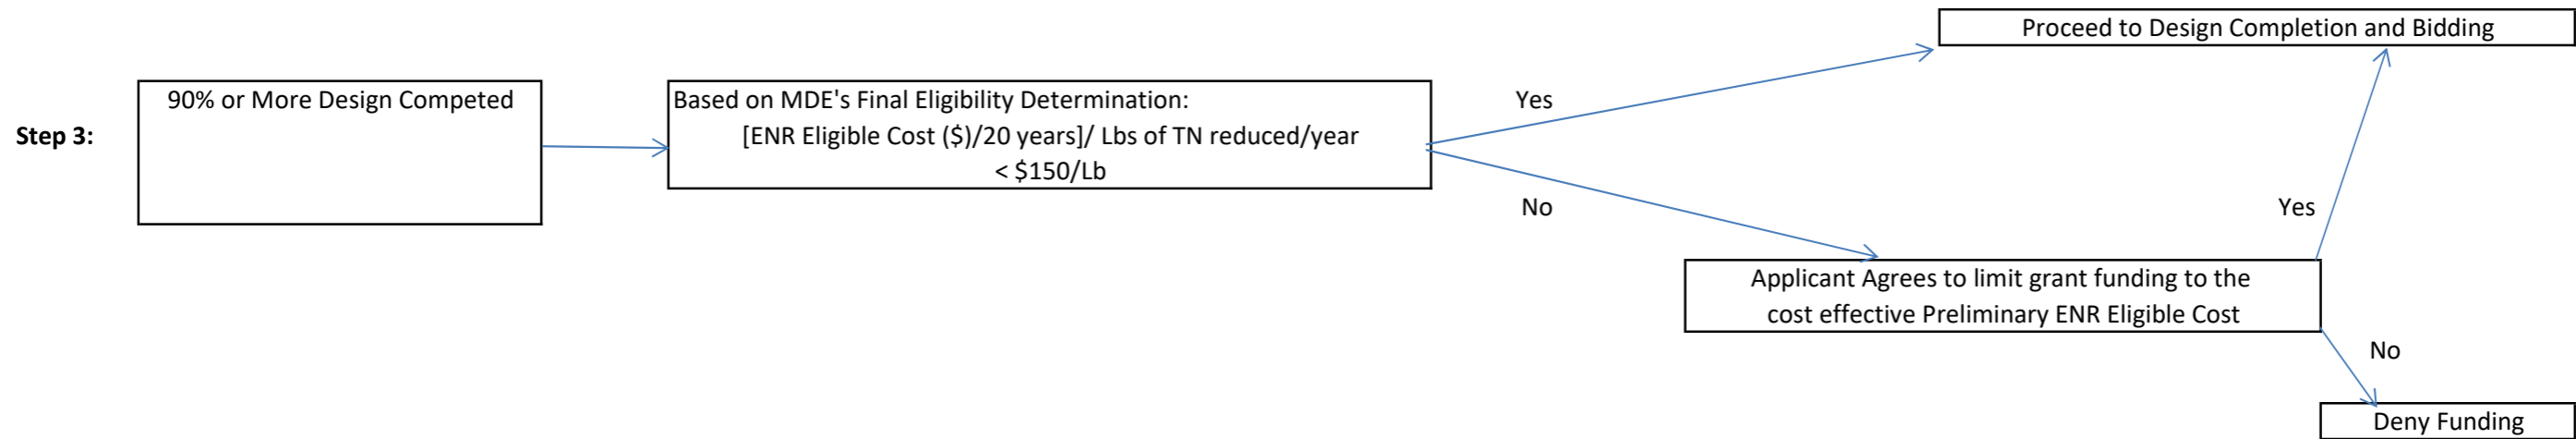 Proceed to Design Completion and Bidding
90% or More Design Competed
Based on MDE's Final Eligibility Determination:
Yes
Step 3:
[ENR Eligible Cost ($)/20 years]/ Lbs of TN reduced/year
< $150/Lb
No
Yes
Applicant Agrees to limit grant funding to the
cost effective Preliminary ENR Eligible Cost
No
Deny Funding